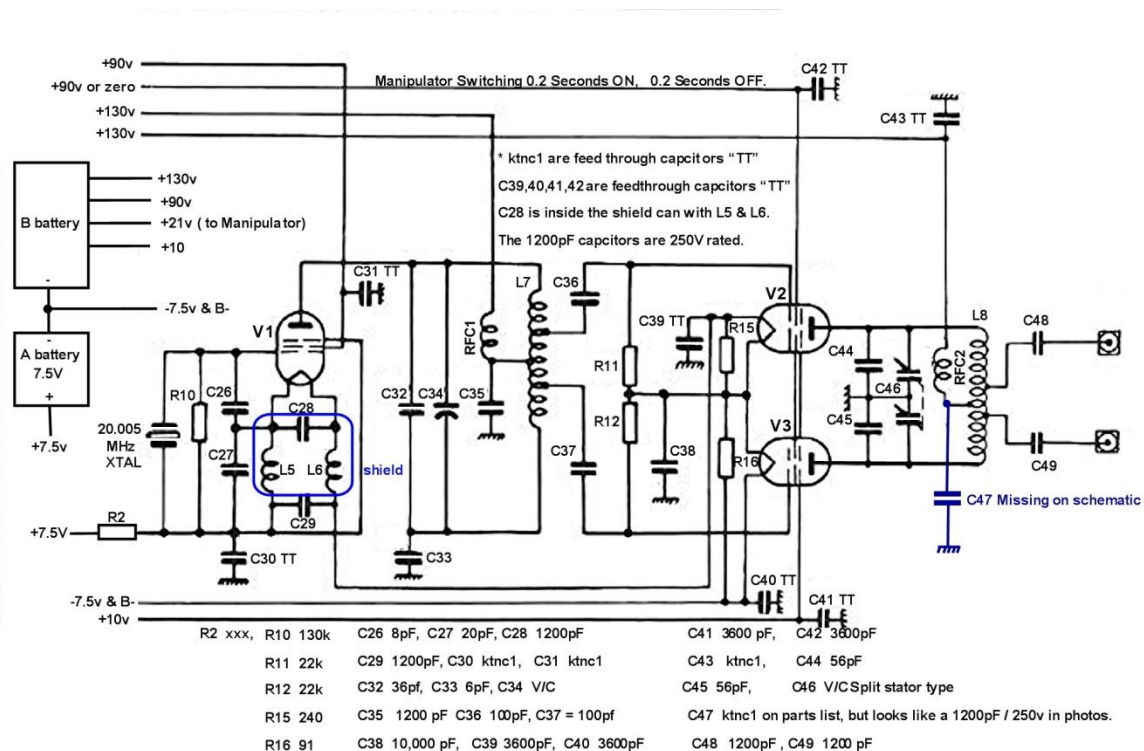 +90v
+90v or zero
Manipulator Switching 0.2 Seconds ON, 0.2 Seconds OFF.
C42 TT
+130v
+130v
C43 TT
* ktnc1 are feed through capcitors “TT”
C39,40,41,42 are feedthrough capcitors “TT”
C28 is inside the shield can with L5 & L6.
The 1200pF capcitors are 250V rated.
B battery
-
+130v
+90v
+21v ( to Manipulator)
+10
-7.5v & B-
-
A battery
7.5V
+
+7.5v
C31 TT
V1
RFC1
L7
C36
V2
C39 TT
R15
L8
C48
C44
C46
RFC2
R11
R10
C26
C28
C32
C34
C35
R12
C45
V3
20.005
MHz
XTAL
C27
L5
L6
shield
C37
C38
R16
C49
C29
C47 Missing on schematic
+7.5V
R2
C30 TT
C33
C40 TT
-7.5v & B-
+10v
C41 TT
R2 xxx, R10 130k C26 8pF, C27 20pF, C28 1200pF C41 3600 pF, C42 3600pF
R11 22k C29 1200pF, C30 ktnc1, C31 ktnc1 C43 ktnc1, C44 56pF
R12 22k C32 36pf, C33 6pF, C34 V/C C45 56pF, C46 V/C Split stator type
R15 240 C35 1200 pF C36 100pF, C37 = 100pf C47 ktnc1 on parts list, but looks like a 1200pF / 250v in photos.
R16 91 C38 10,000 pF, C39 3600pF, C40 3600pF C48 1200pF , C49 1200 pF